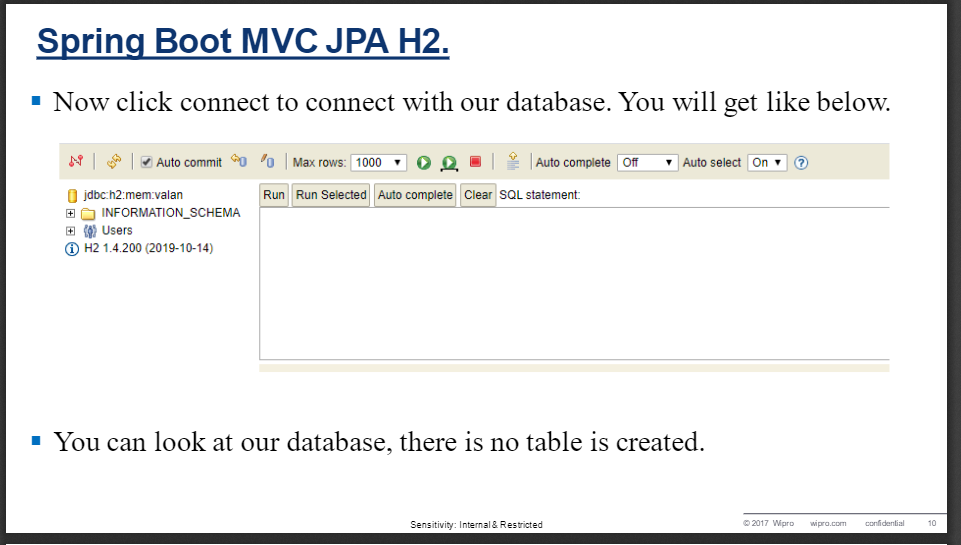 Spring Boot MVC JPA H2.
Now click connect to connect with our database. You will get like below.
Auto commit Max rows: 1000 Auto complete Off Auto select On
jdbc:h2:mem:valan
Run Run Selected Auto complete Clear SQL statement:
INFORMATION_SCHEMA
Users
H2 1.4.200 (2019-10-14)
You can look at our database, there is no table is created.
Sensitivity: Internal & Restricted
© 2017 Wipro wipro.com confidential 10